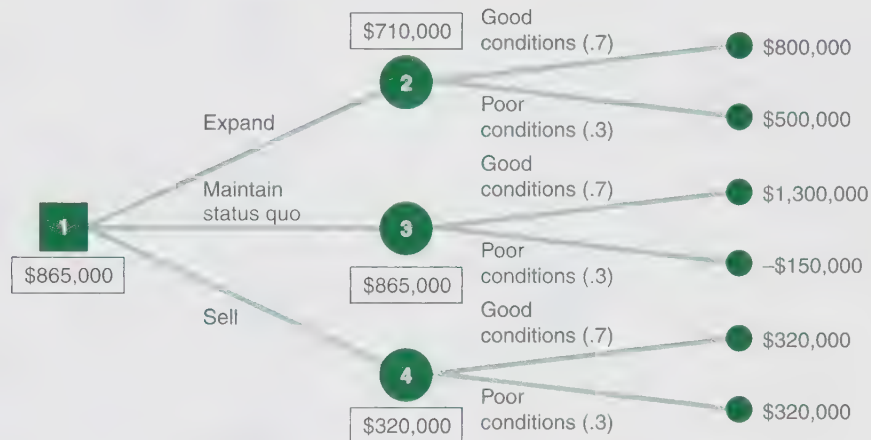 $710,000
Good
conditions (.7)
$800,000
2
Poor
conditions (.3)
$500,000
Expand
Good
conditions (.7)
$1,300,000
Maintain
status quo
1
3
$865,000
$865,000
Poor
conditions (.3)
–$150,000
Sell
Good
conditions (.7)
$320,000
4
$320,000
Poor
conditions (.3)
$320,000